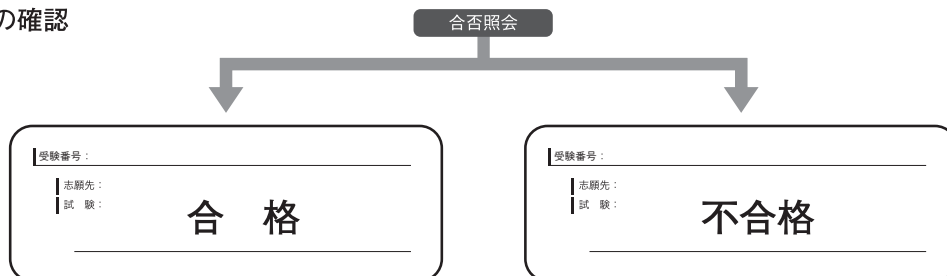 の確認
合否照会
受験番号：
志願先：
試　験：
合　格
受験番号：
志願先：
試　験：
不合格